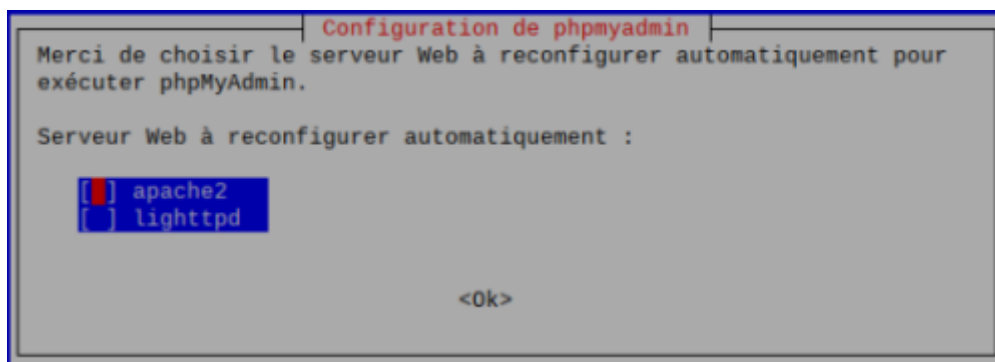 Configuration de phpmyadmin
Merci de choisir le serveur Web à reconfigurer automatiquement pour
exécuter phpMyAdmin.
Serveur Web à reconfigurer automatiquement :
[ ] apache2
[ ] lighttpd
<Ok>